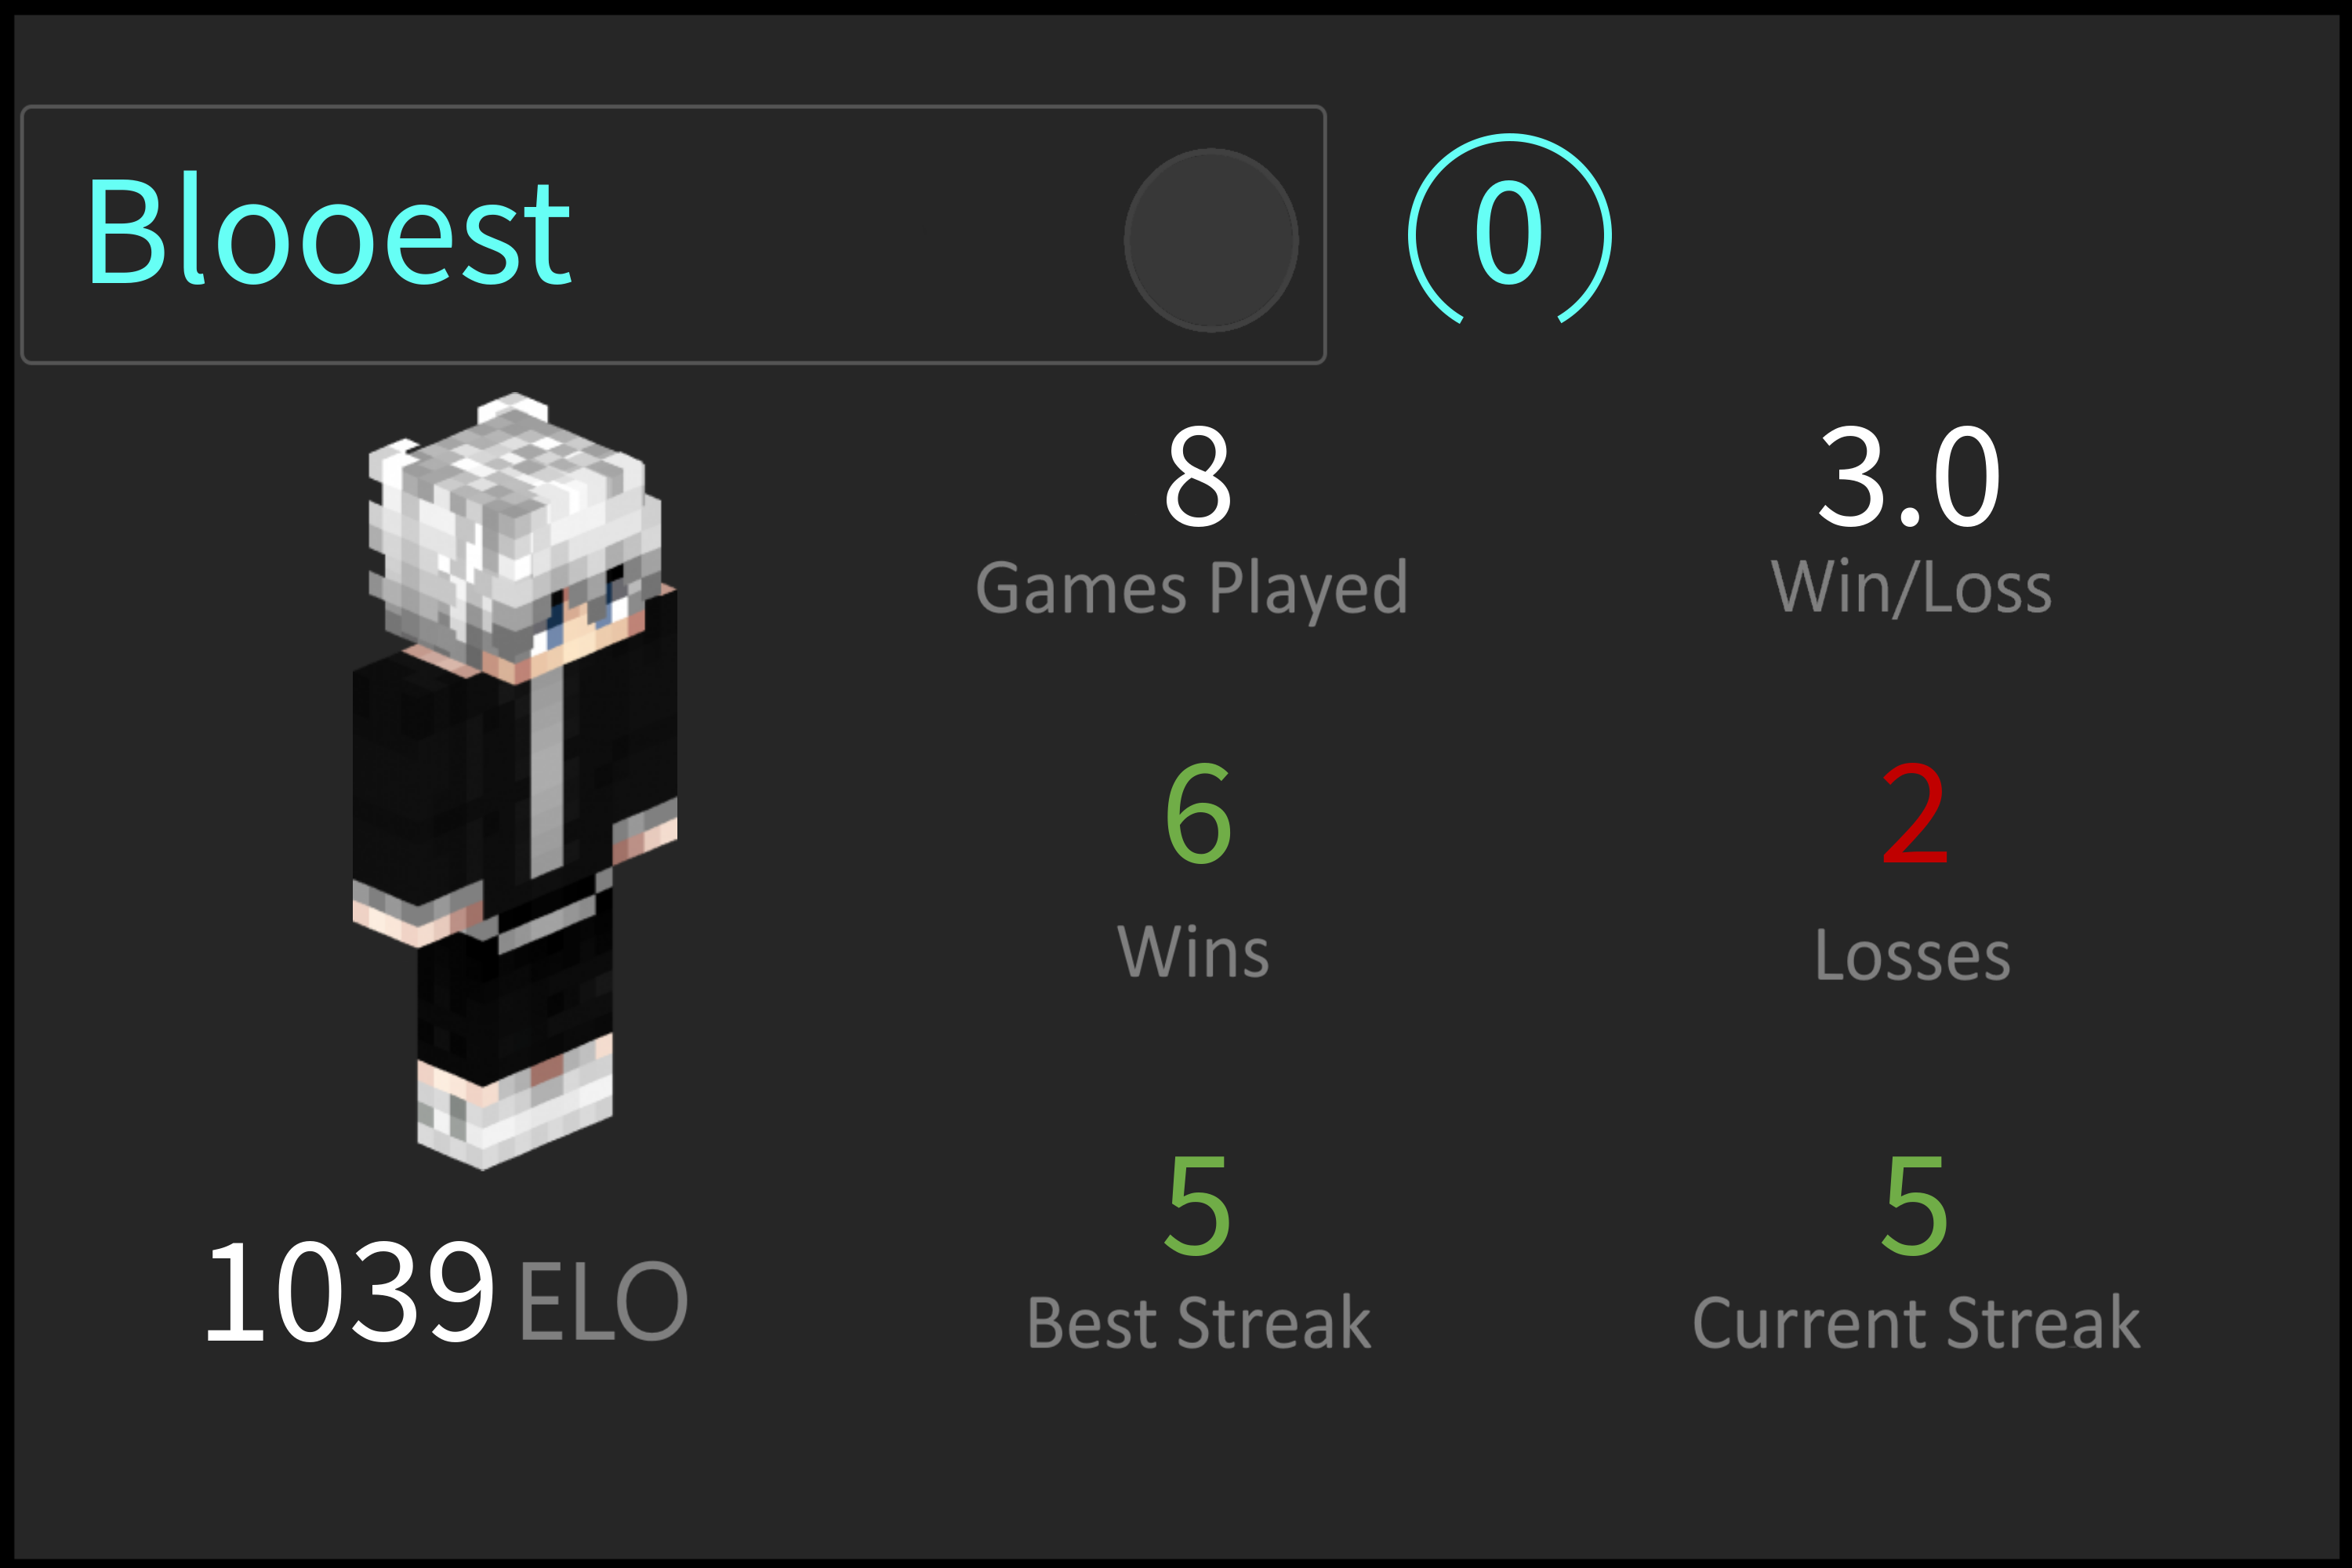 Blooest
0
8
Games Played
3.0
Win/Loss
6
Wins
2
Losses
5
Best Streak
5
Current Streak
1039 ELO